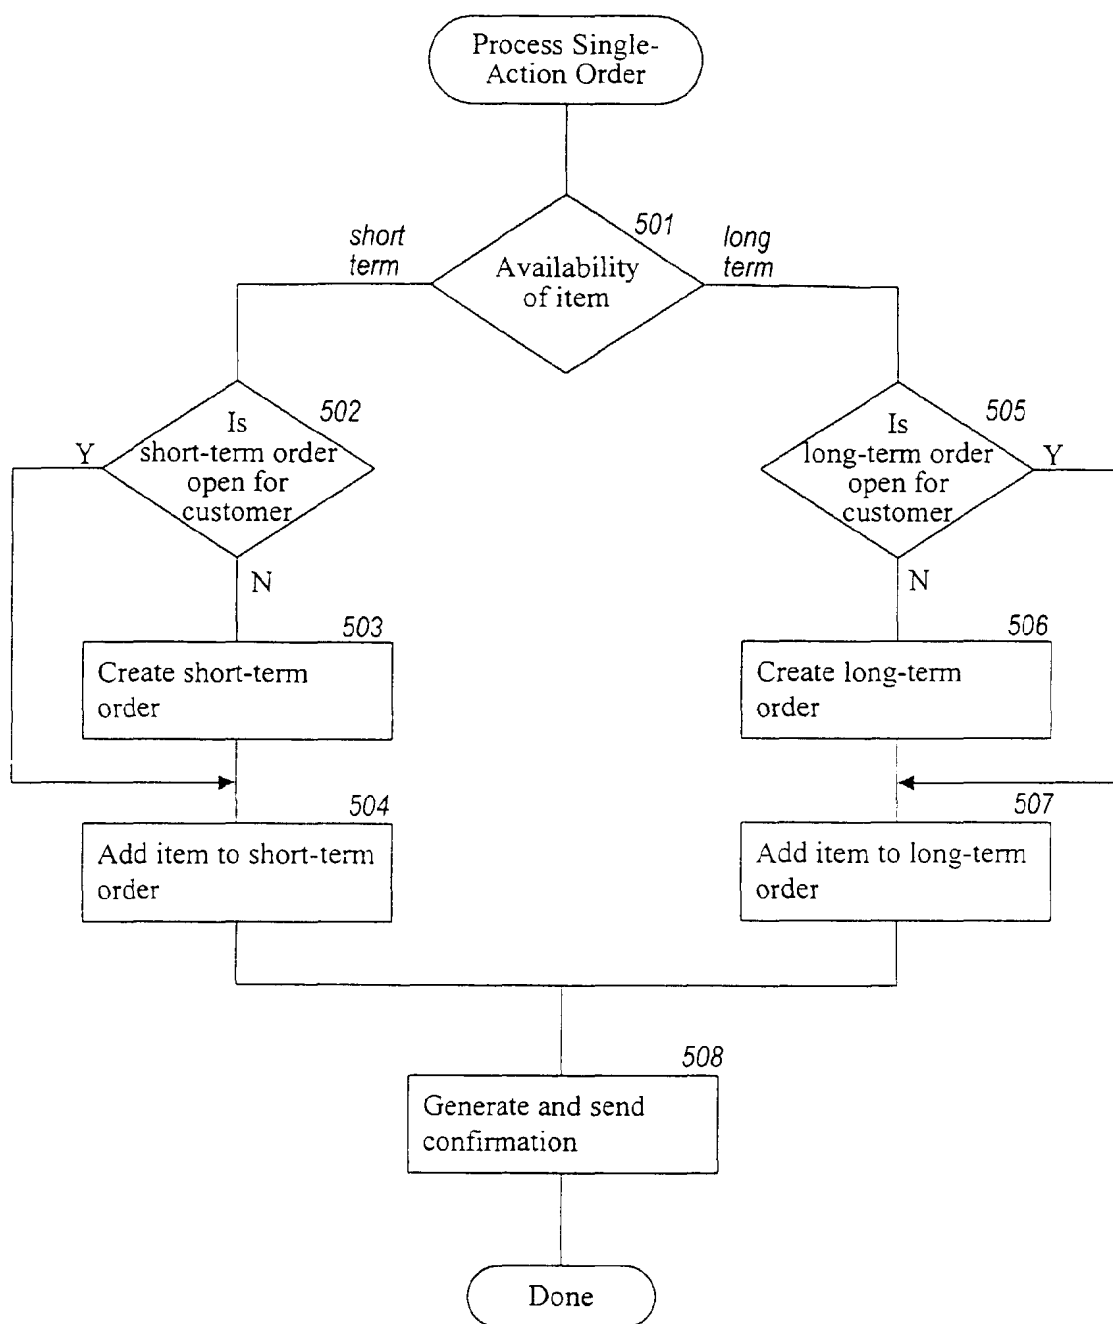 Process Single-
Action Order
501
short
term
long
term
Availability
of item
502
Is
short-term order
open for
customer
Y
N
505
Is
long-term order
open for
customer
Y
N
503
Create short-term
order
506
Create long-term
order
504
Add item to short-term
order
507
Add item to long-term
order
508
Generate and send
confirmation
Done